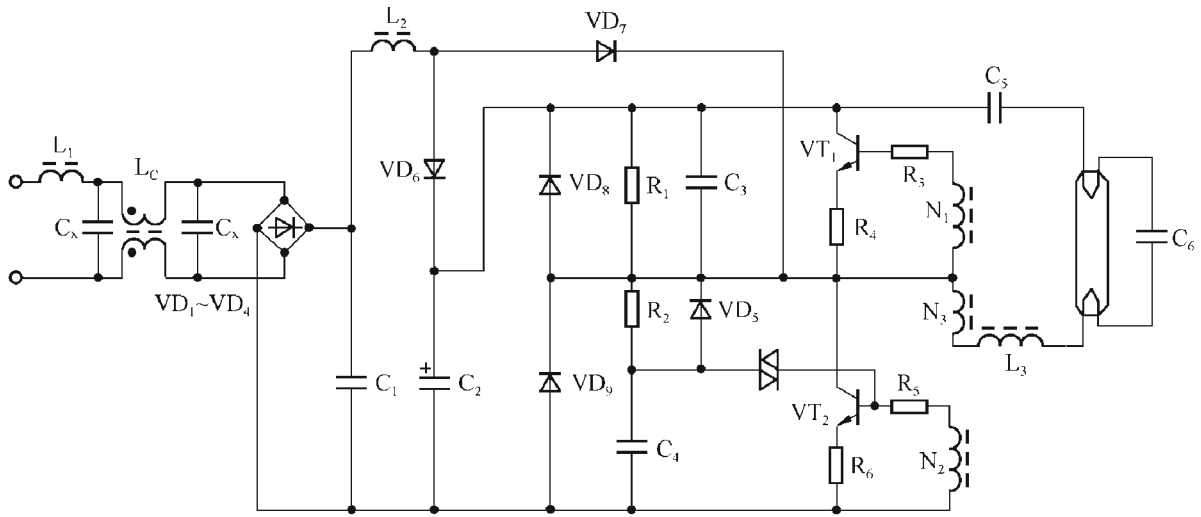 L2
VD7
C5
L1
LC
VD6
VT1
R3
Cx
Cx
VD8
R1
C3
R4
N1
C6
VD1~VD4
R2
VD5
N3
L3
+
C1
C2
VD9
VT2
R5
C4
R6
N2